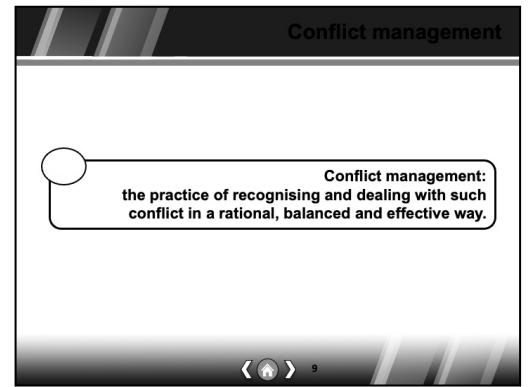 Conflict management
Conflict management:
the practice of recognising and dealing with such
conflict in a rational, balanced and effective way.
9